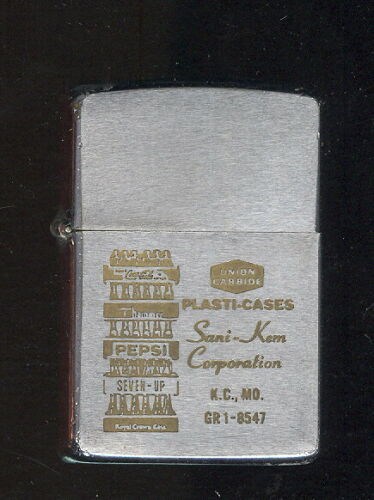 Coca-Cola
PEPSI
SEVEN-UP
Royal Crown Cola
UNION
CARBIDE
PLASTI-CASES
Sani-Kem
Corporation
K.C., MO.
GR 1-8547